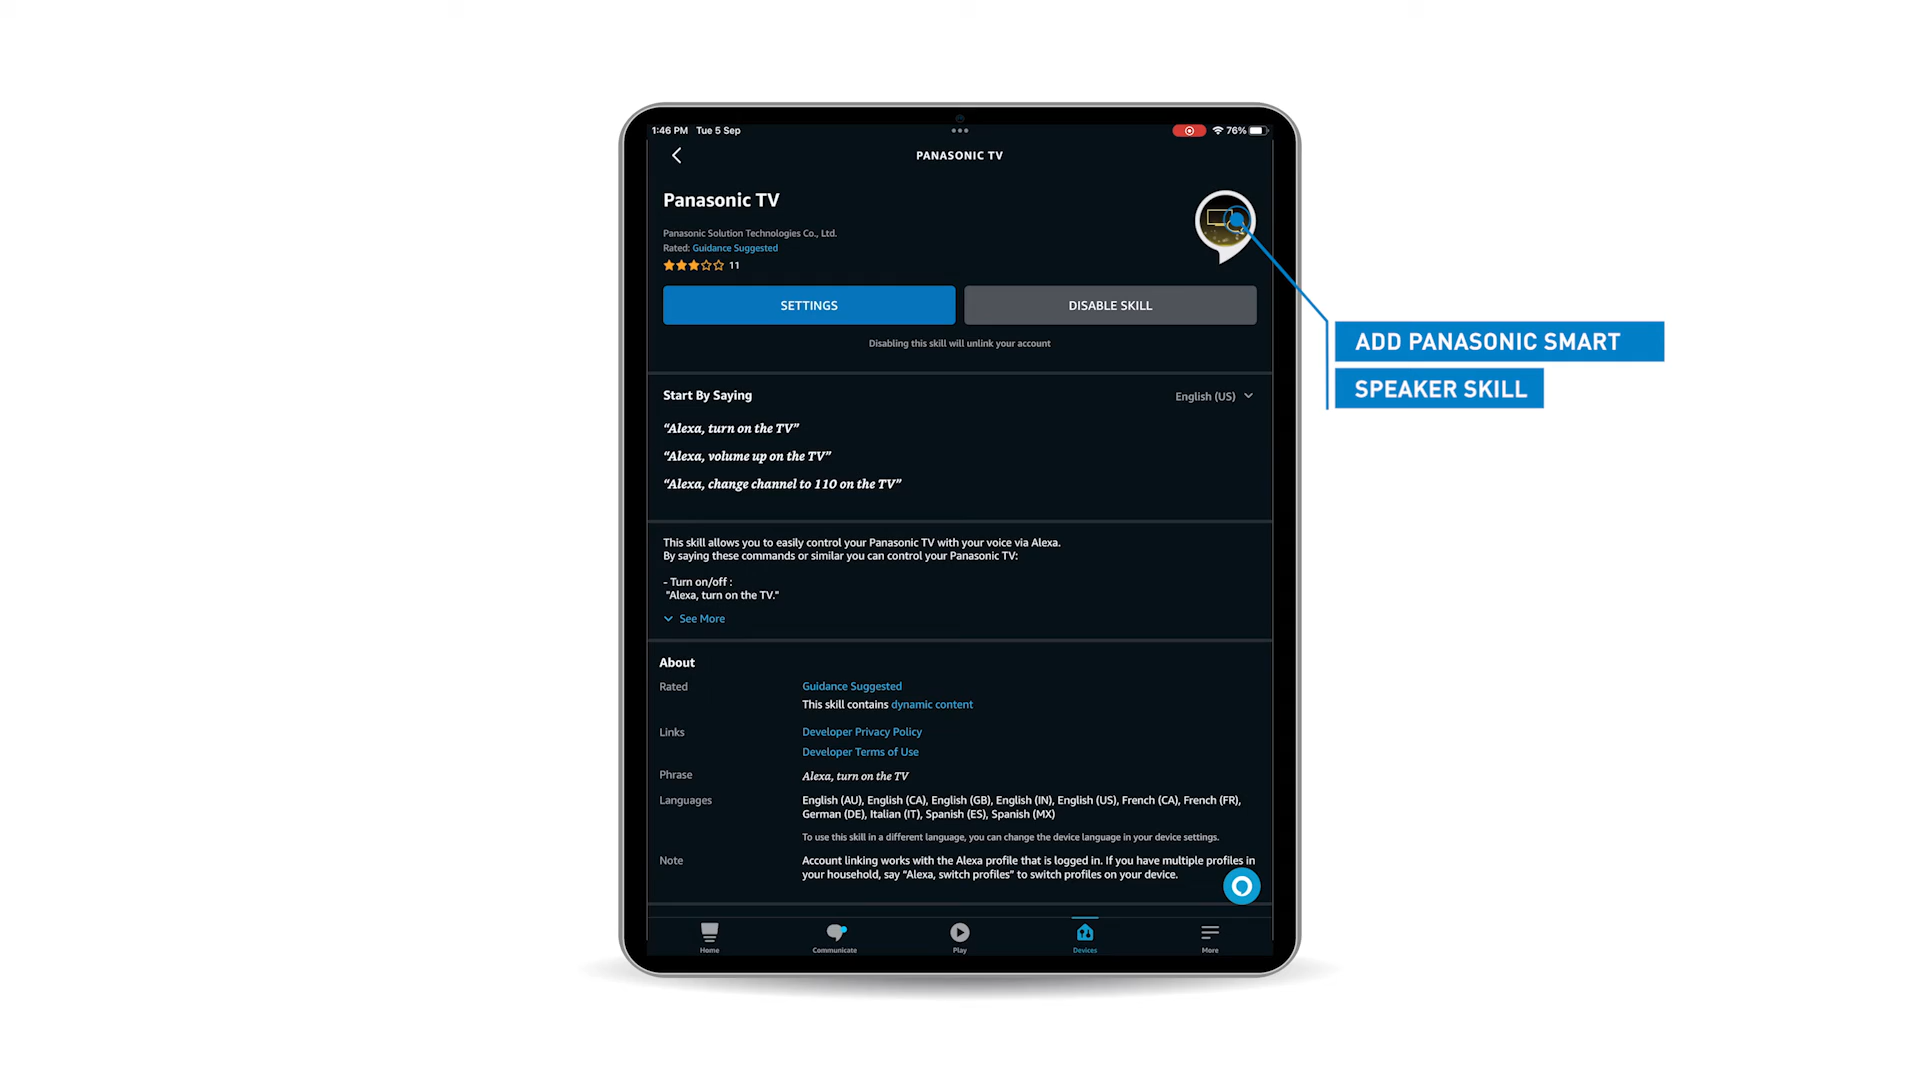 1:46 PM Tue 5 Sep
76%
PANASONIC TV
Panasonic TV
Panasonic Solution Technologies Co., Ltd.
Rated: Guidance Suggested
11
SETTINGS
DISABLE SKILL
Disabling this skill will unlink your account
ADD PANASONIC SMART
SPEAKER SKILL
Start By Saying
English (US)
“Alexa, turn on the TV”
“Alexa, volume up on the TV”
“Alexa, change channel to 110 on the TV”
This skill allows you to easily control your Panasonic TV with your voice via Alexa.
By saying these commands or similar you can control your Panasonic TV:
- Turn on/off :
"Alexa, turn on the TV."
See More
About
Rated
Guidance Suggested
This skill contains dynamic content
Links
Developer Privacy Policy
Developer Terms of Use
Phrase
Alexa, turn on the TV
Languages
English (AU), English (CA), English (GB), English (IN), English (US), French (CA), French (FR),
German (DE), Italian (IT), Spanish (ES), Spanish (MX)
To use this skill in a different language, you can change the device language in your device settings.
Note
Account linking works with the Alexa profile that is logged in. If you have multiple profiles in
your household, say “Alexa, switch profiles” to switch profiles on your device.
Home
Communicate
Play
Devices
More